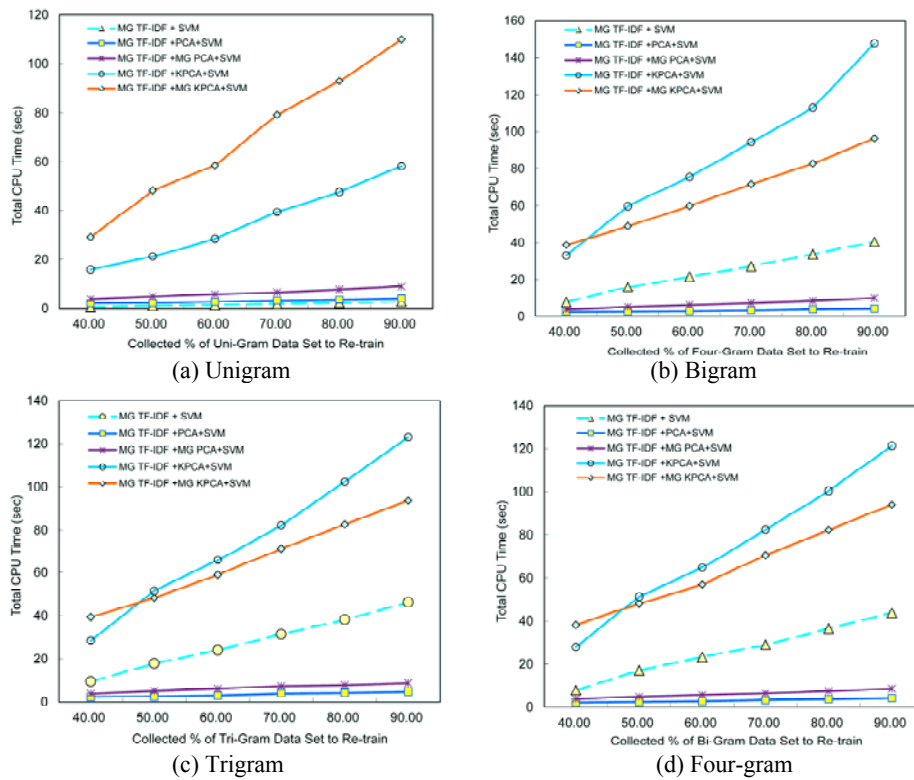 120
100
80
60
40
20
0
Total CPU Time (sec)
MG TF-IDF + SVM
MG TF-IDF +PCA+SVM
MG TF-IDF +MG PCA+SVM
MG TF-IDF +KPCA+SVM
MG TF-IDF +MG KPCA+SVM
40.00 50.00 60.00 70.00 80.00 90.00
Collected % of Uni-Gram Data Set to Re-train
(a) Unigram
160
140
120
100
80
60
40
20
0
Total CPU Time (sec)
MG TF-IDF + SVM
MG TF-IDF +PCA+SVM
MG TF-IDF +MG PCA+SVM
MG TF-IDF +KPCA+SVM
MG TF-IDF +MG KPCA+SVM
40.00 50.00 60.00 70.00 80.00 90.00
Collected % of Four-Gram Data Set to Re-train
(b) Bigram
140
120
100
80
60
40
20
0
Total CPU Time (sec)
MG TF-IDF + SVM
MG TF-IDF +PCA+SVM
MG TF-IDF +MG PCA+SVM
MG TF-IDF +KPCA+SVM
MG TF-IDF +MG KPCA+SVM
40.00 50.00 60.00 70.00 80.00 90.00
Collected % of Tri-Gram Data Set to Re-train
(c) Trigram
140
120
100
80
60
40
20
0
Total CPU Time (sec)
MG TF-IDF + SVM
MG TF-IDF +PCA+SVM
MG TF-IDF +MG PCA+SVM
MG TF-IDF +KPCA+SVM
MG TF-IDF +MG KPCA+SVM
40.00 50.00 60.00 70.00 80.00 90.00
Collected % of Bi-Gram Data Set to Re-train
(d) Four-gram